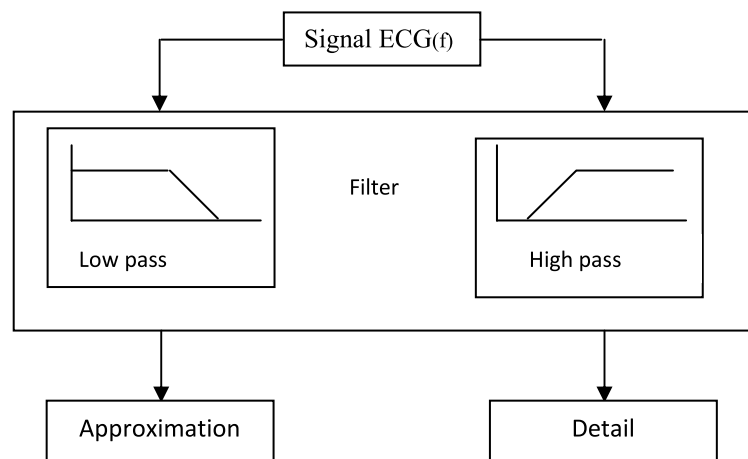 Signal ECG(f)
Filter
Low pass
High pass
Approximation
Detail